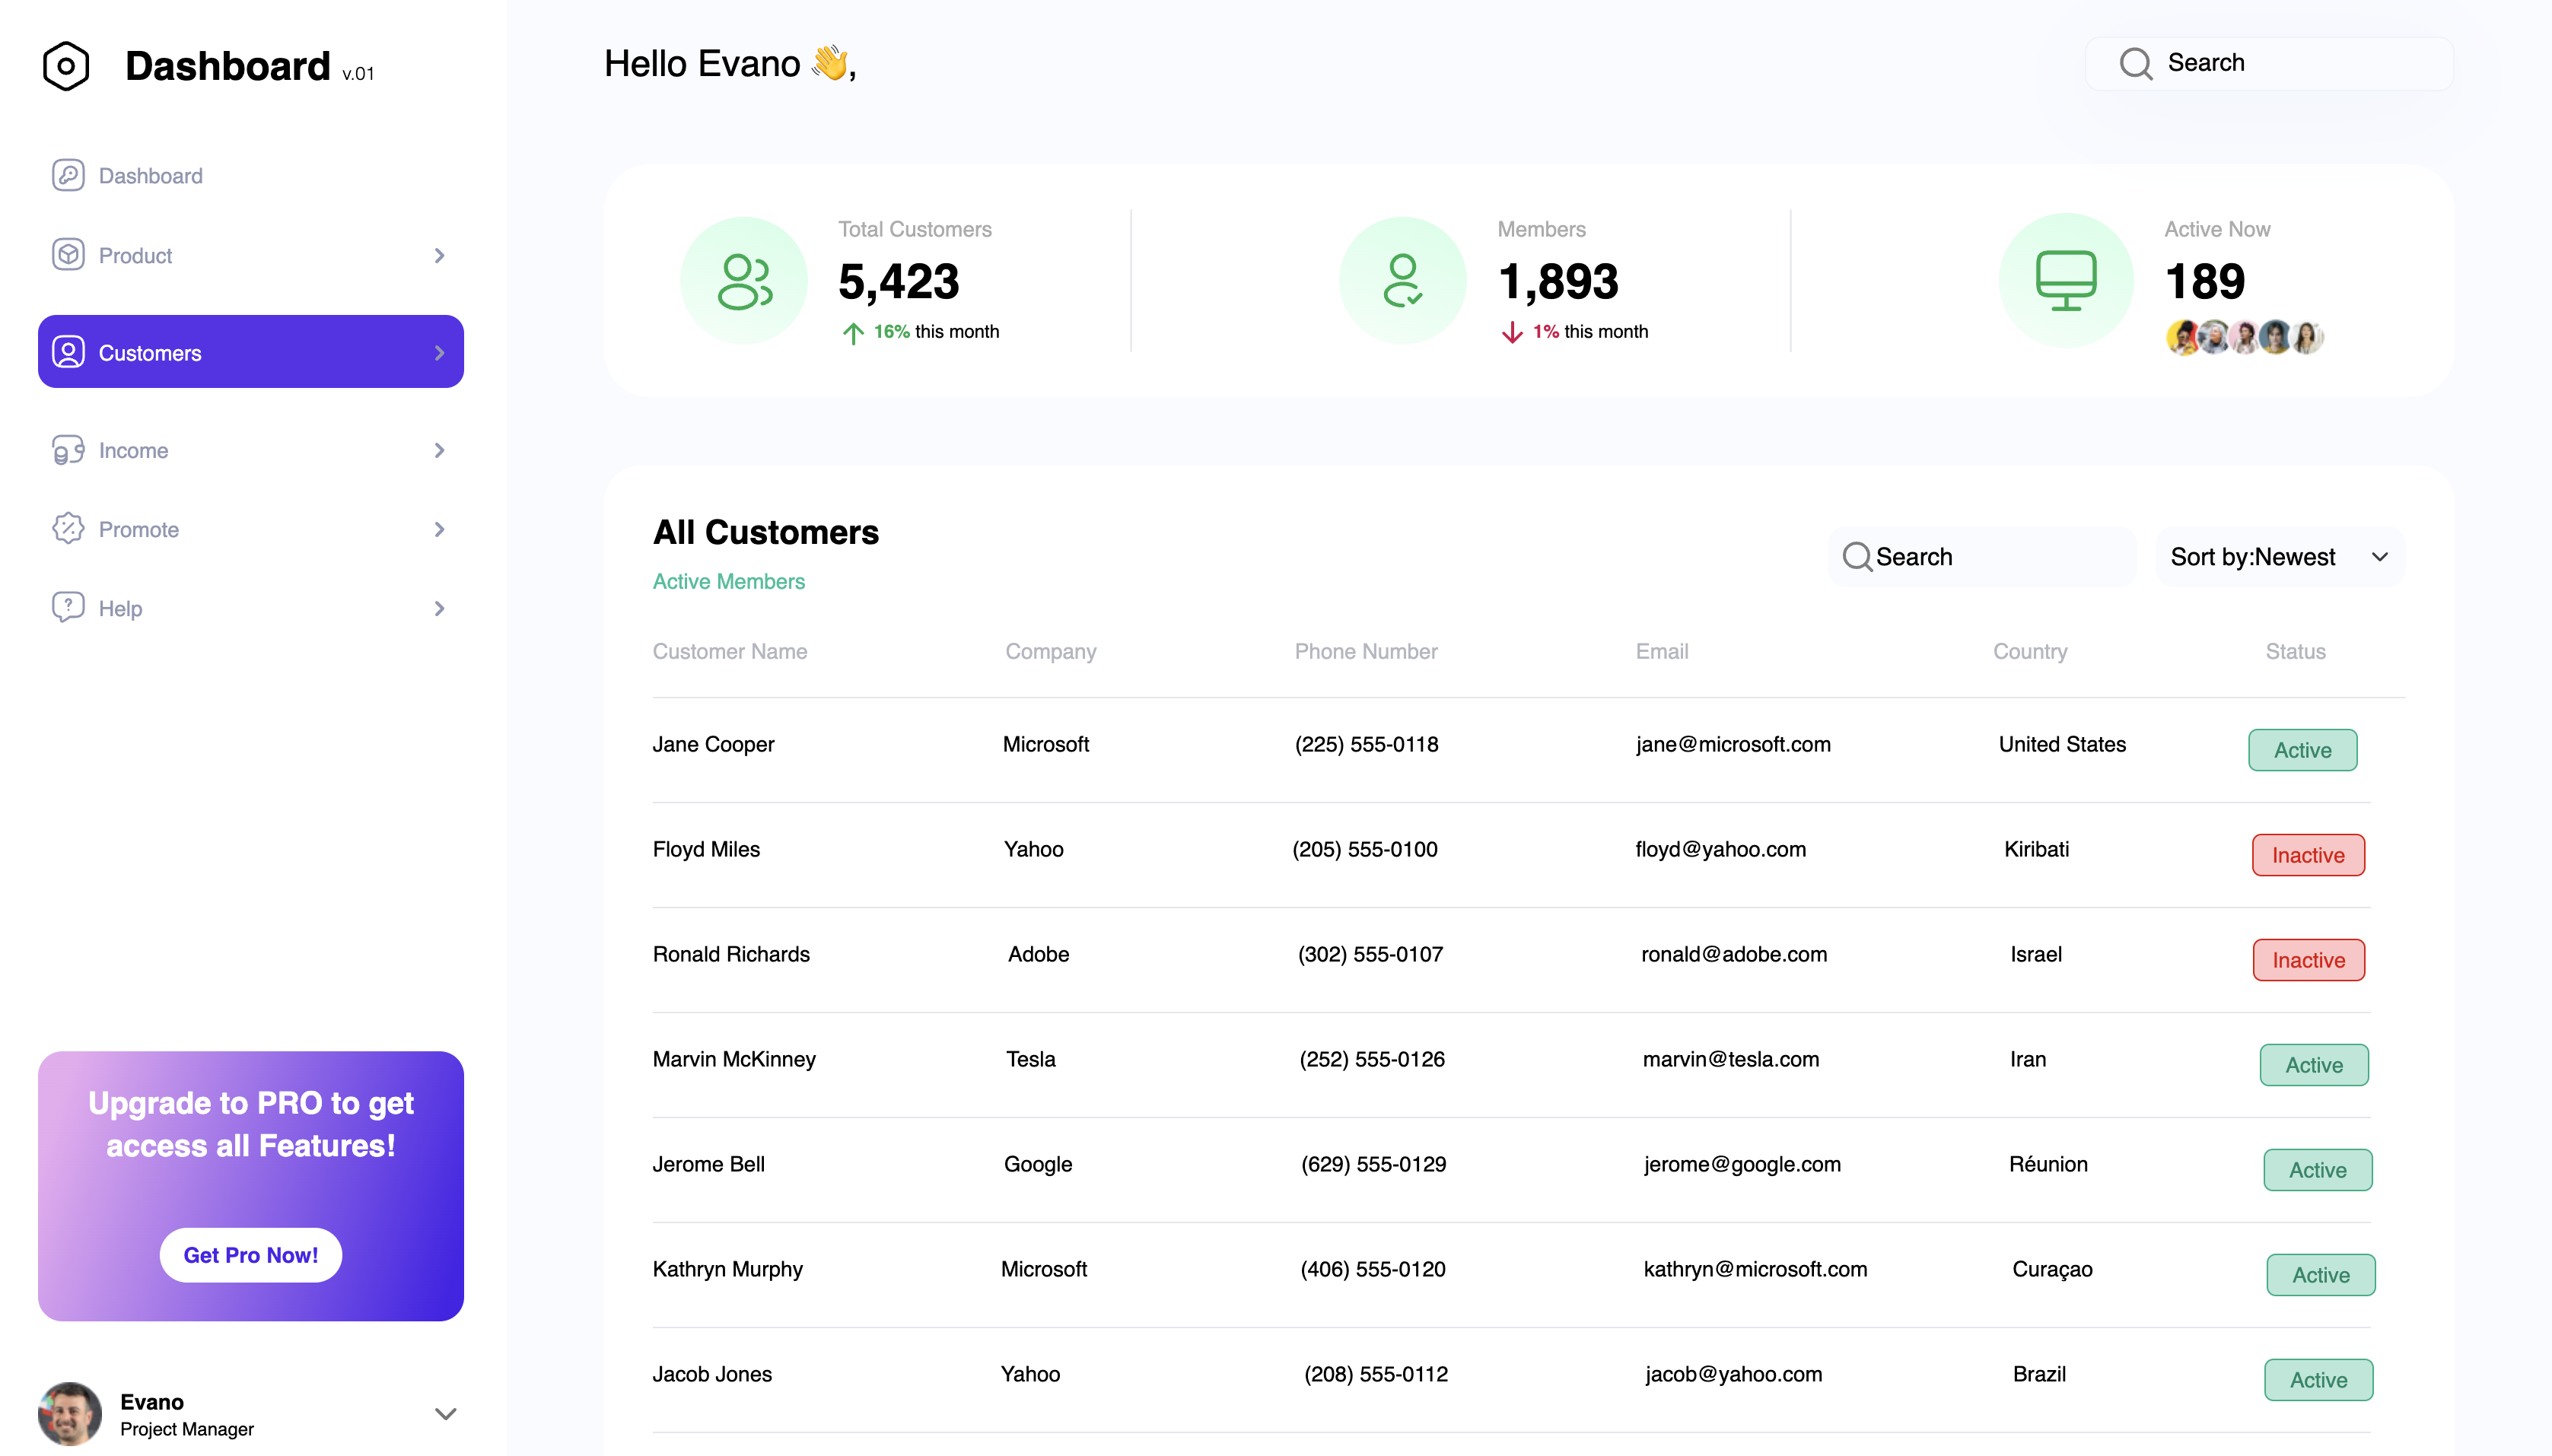 Dashboard v.01
Dashboard
Product
Customers
Income
Promote
Help
Upgrade to PRO to get
access all Features!
Get Pro Now!
Evano
Project Manager
Hello Evano 👋,
Search
Total Customers
5,423
16% this month
Members
1,893
1% this month
Active Now
189
All Customers
Active Members
Search
Sort by:Newest
Customer Name Company Phone Number Email Country Status
Jane Cooper Microsoft (225) 555-0118 jane@microsoft.com United States Active
Floyd Miles Yahoo (205) 555-0100 floyd@yahoo.com Kiribati Inactive
Ronald Richards Adobe (302) 555-0107 ronald@adobe.com Israel Inactive
Marvin McKinney Tesla (252) 555-0126 marvin@tesla.com Iran Active
Jerome Bell Google (629) 555-0129 jerome@google.com Réunion Active
Kathryn Murphy Microsoft (406) 555-0120 kathryn@microsoft.com Curaçao Active
Jacob Jones Yahoo (208) 555-0112 jacob@yahoo.com Brazil Active